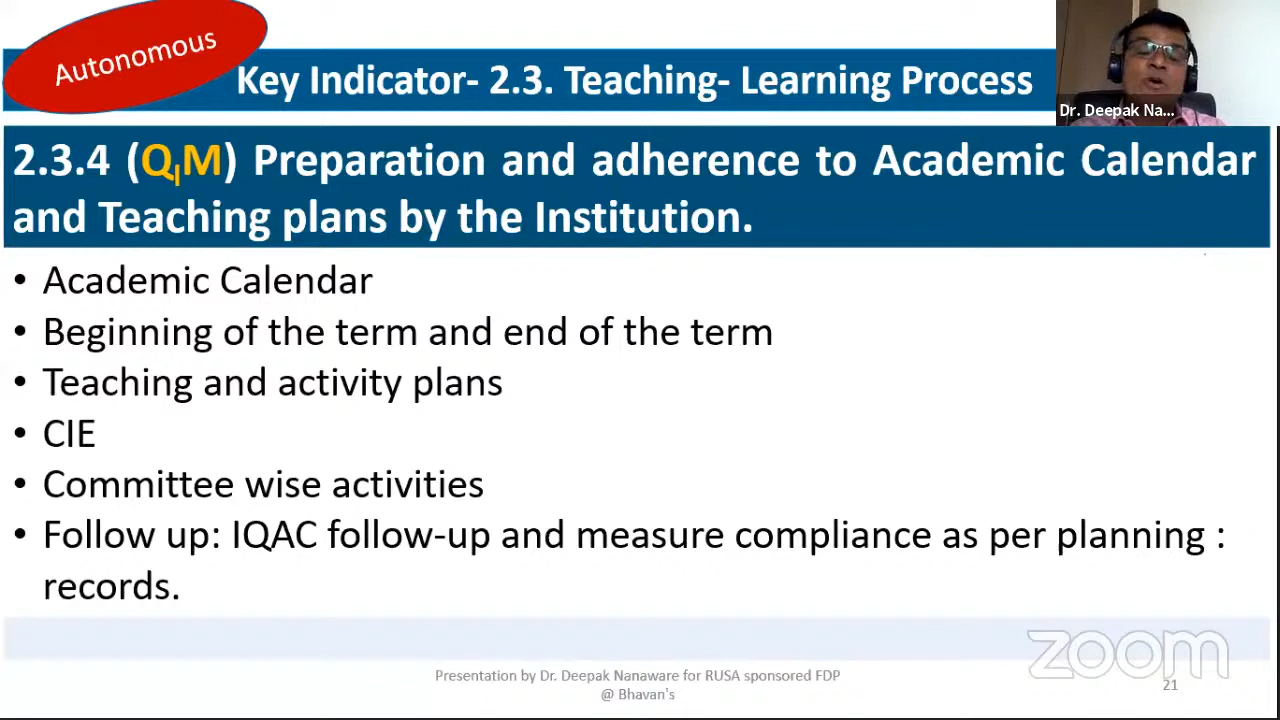 Autonomous
Key Indicator- 2.3. Teaching- Learning Process
Dr. Deepak Na...
2.3.4 (QlM) Preparation and adherence to Academic Calendar
and Teaching plans by the Institution.
• Academic Calendar
• Beginning of the term and end of the term
• Teaching and activity plans
• CIE
• Committee wise activities
• Follow up: IQAC follow-up and measure compliance as per planning :
records.
zoom
Presentation by Dr. Deepak Nanaware for RUSA sponsored FDP
@ Bhavan's
21